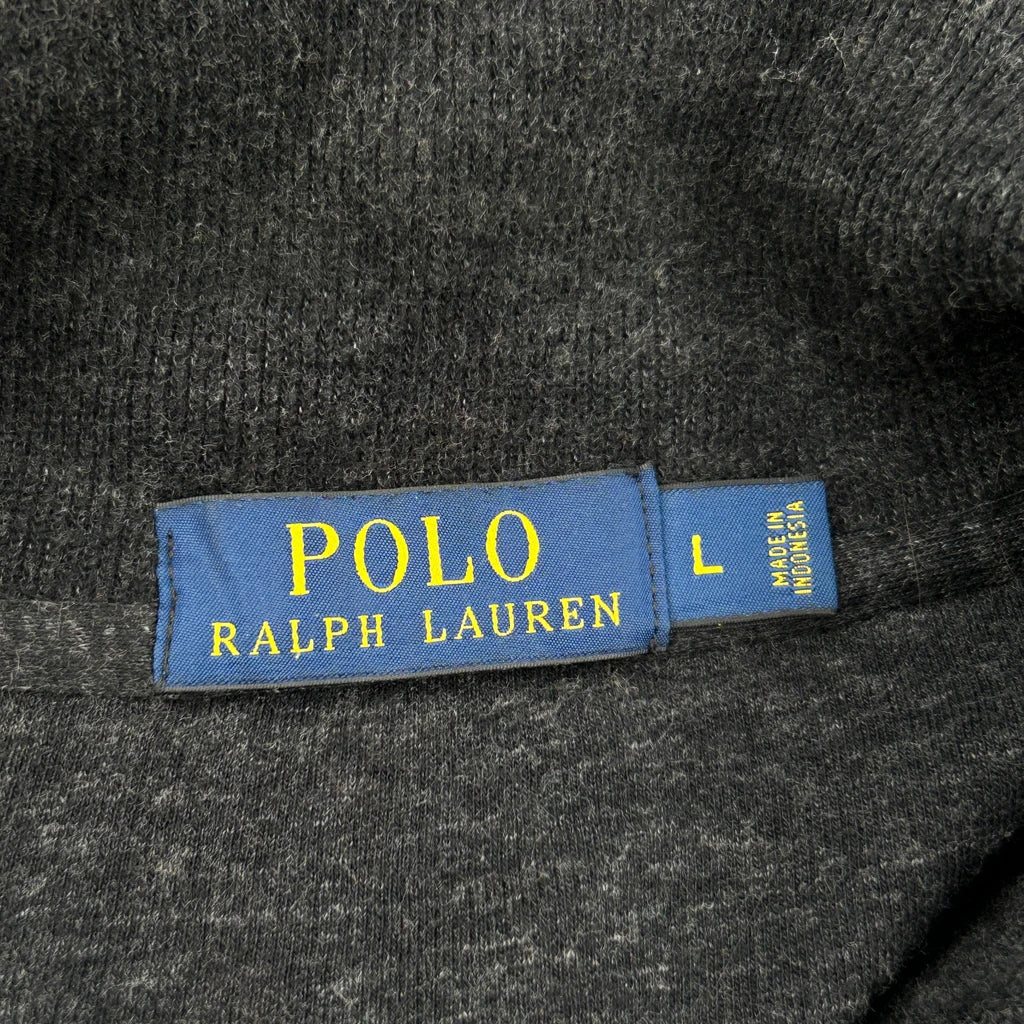 POLO
RALPH LAUREN
L
MADE IN
INDONESIA